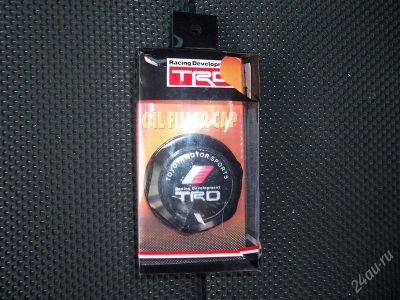 Racing Development
TRD
OIL FILLER CAP
TOYOTA MOTOR SPORTS
Racing Development
TRD
24au.ru